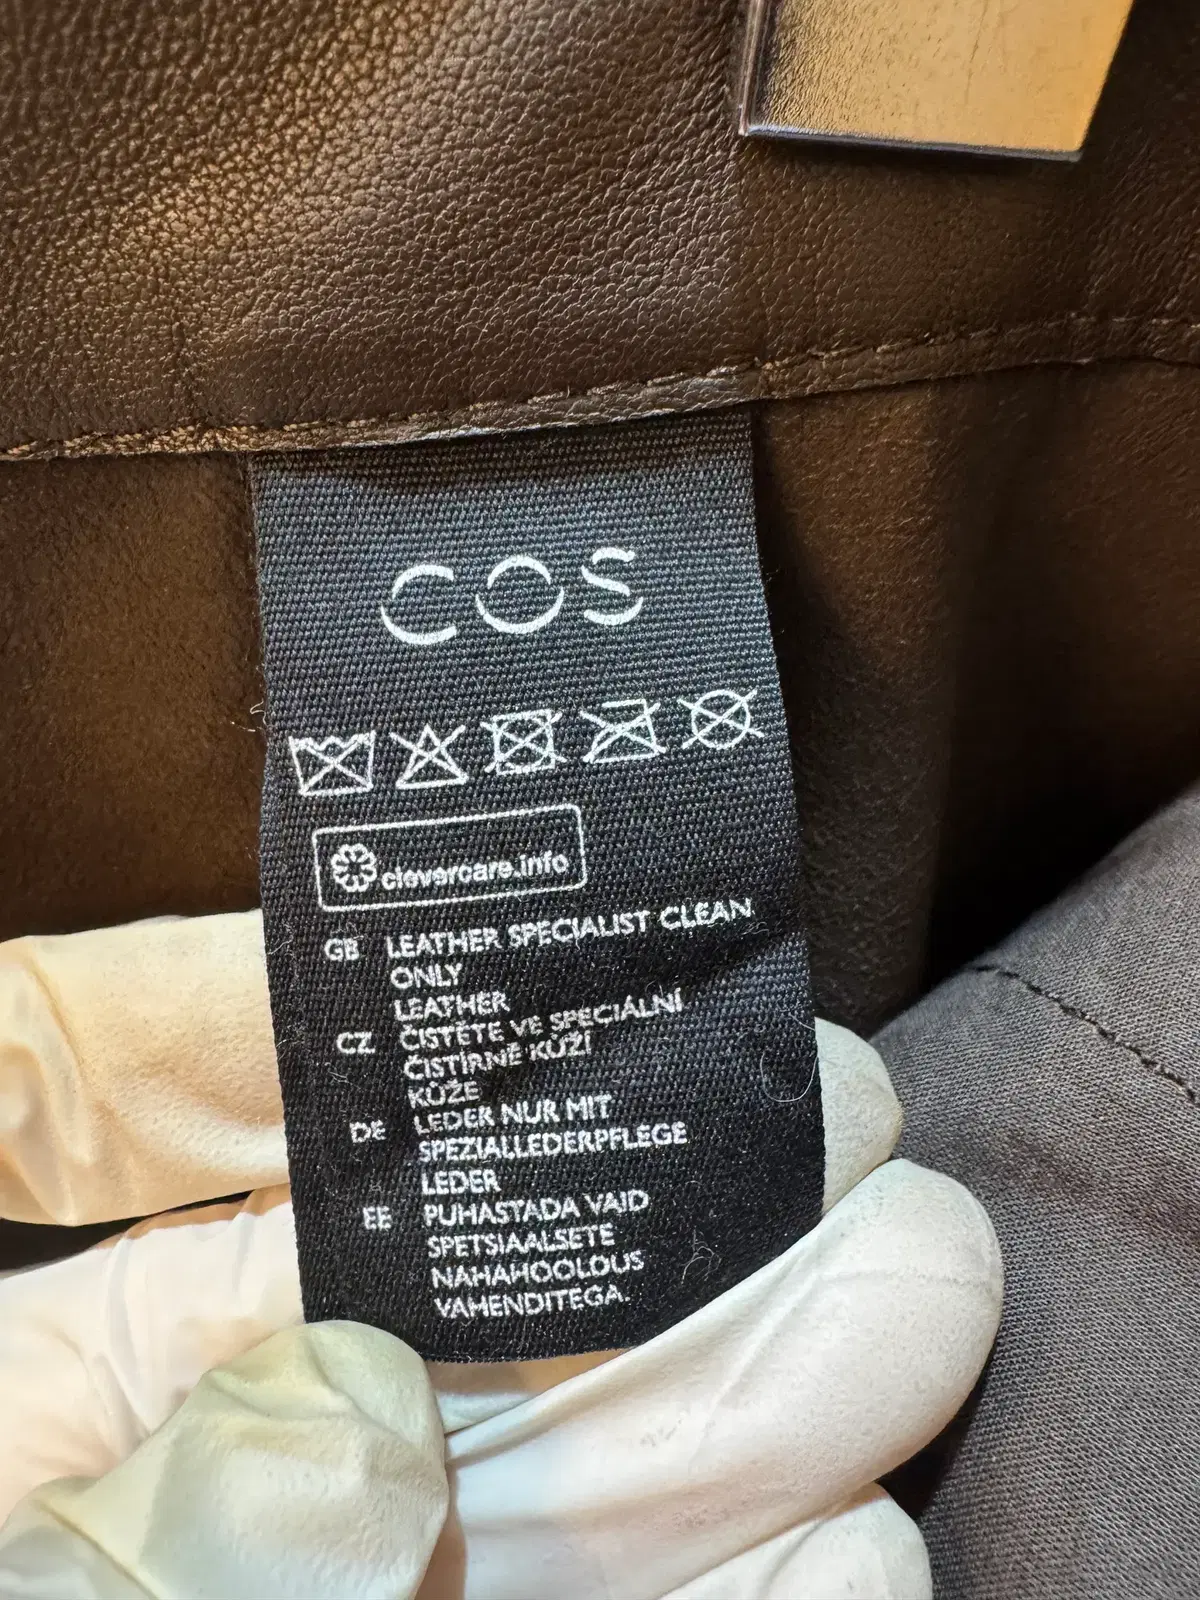 COS
clevercare.info
GB LEATHER SPECIALIST CLEAN
ONLY
LEATHER
CZ ČISTĚTE VE SPECIÁLNÍ
ČISTÍRNĚ KŮŽÍ
KŮŽE
DE LEDER NUR MIT
SPEZIALLEDERPFLEGE
LEDER
EE PUHASTADA VAID
SPETSIAALSETE
NAHAHOOLOUS
VAHENDITEGA.